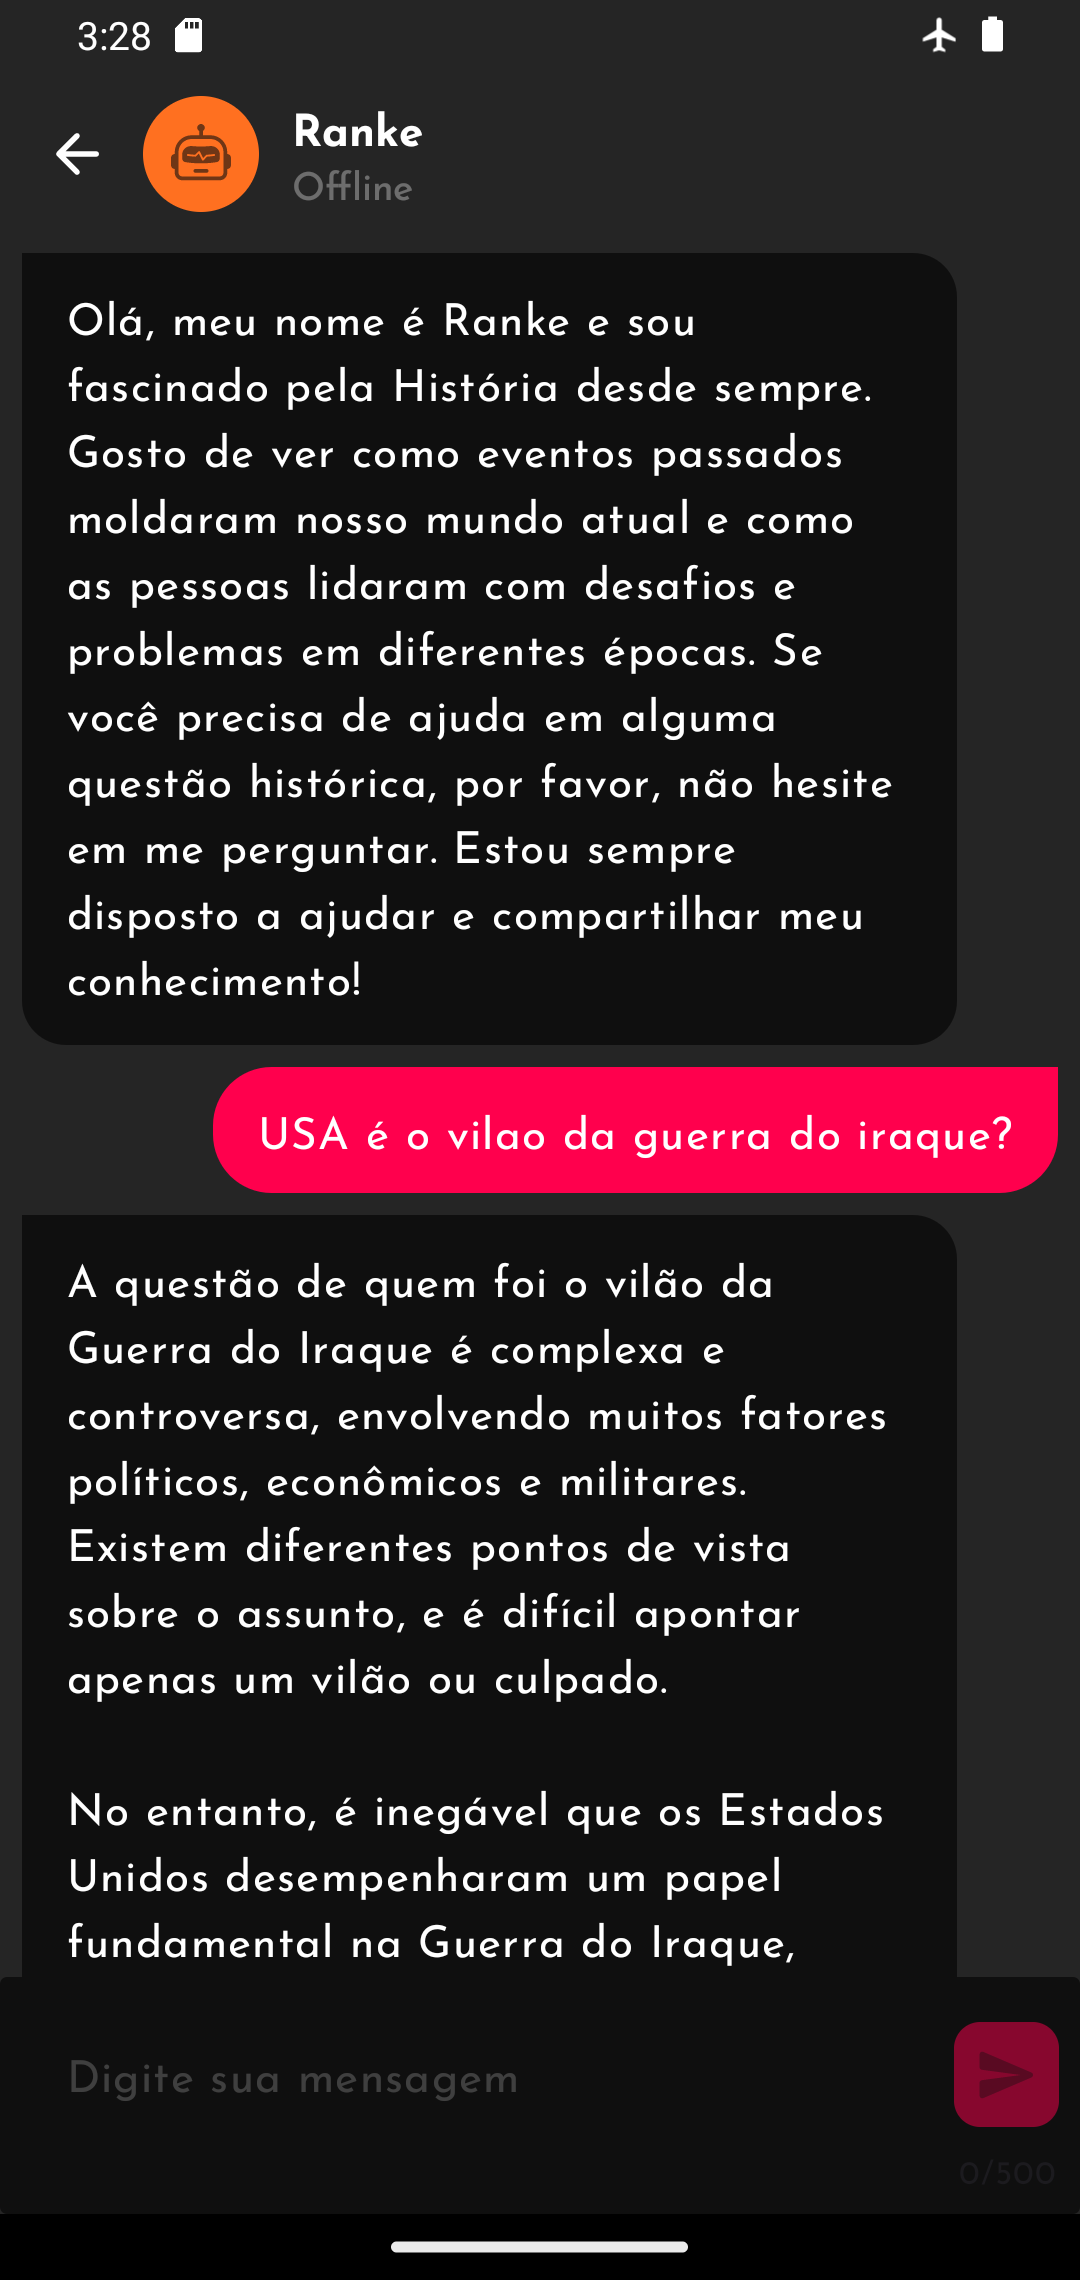 3:28
Ranke
Offline
Olá, meu nome é Ranke e sou
fascinado pela História desde sempre.
Gosto de ver como eventos passados
moldaram nosso mundo atual e como
as pessoas lidaram com desafios e
problemas em diferentes épocas. Se
você precisa de ajuda em alguma
questão histórica, por favor, não hesite
em me perguntar. Estou sempre
disposto a ajudar e compartilhar meu
conhecimento!
USA é o vilao da guerra do iraque?
A questão de quem foi o vilão da
Guerra do Iraque é complexa e
controversa, envolvendo muitos fatores
políticos, econômicos e militares.
Existem diferentes pontos de vista
sobre o assunto, e é difícil apontar
apenas um vilão ou culpado.
No entanto, é inegável que os Estados
Unidos desempenharam um papel
fundamental na Guerra do Iraque,
Digite sua mensagem
0/500